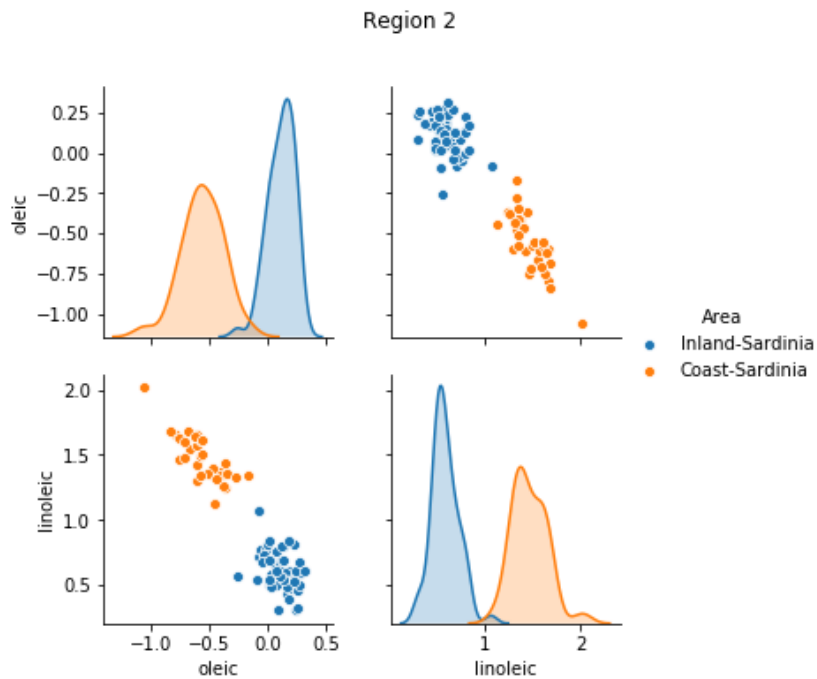 Region 2
oleic
0.25
0.00
−0.25
−0.50
−0.75
−1.00
Area
Inland-Sardinia
Coast-Sardinia
linoleic
2.0
1.5
1.0
0.5
−1.0 −0.5 0.0 0.5
oleic
1 2
linoleic